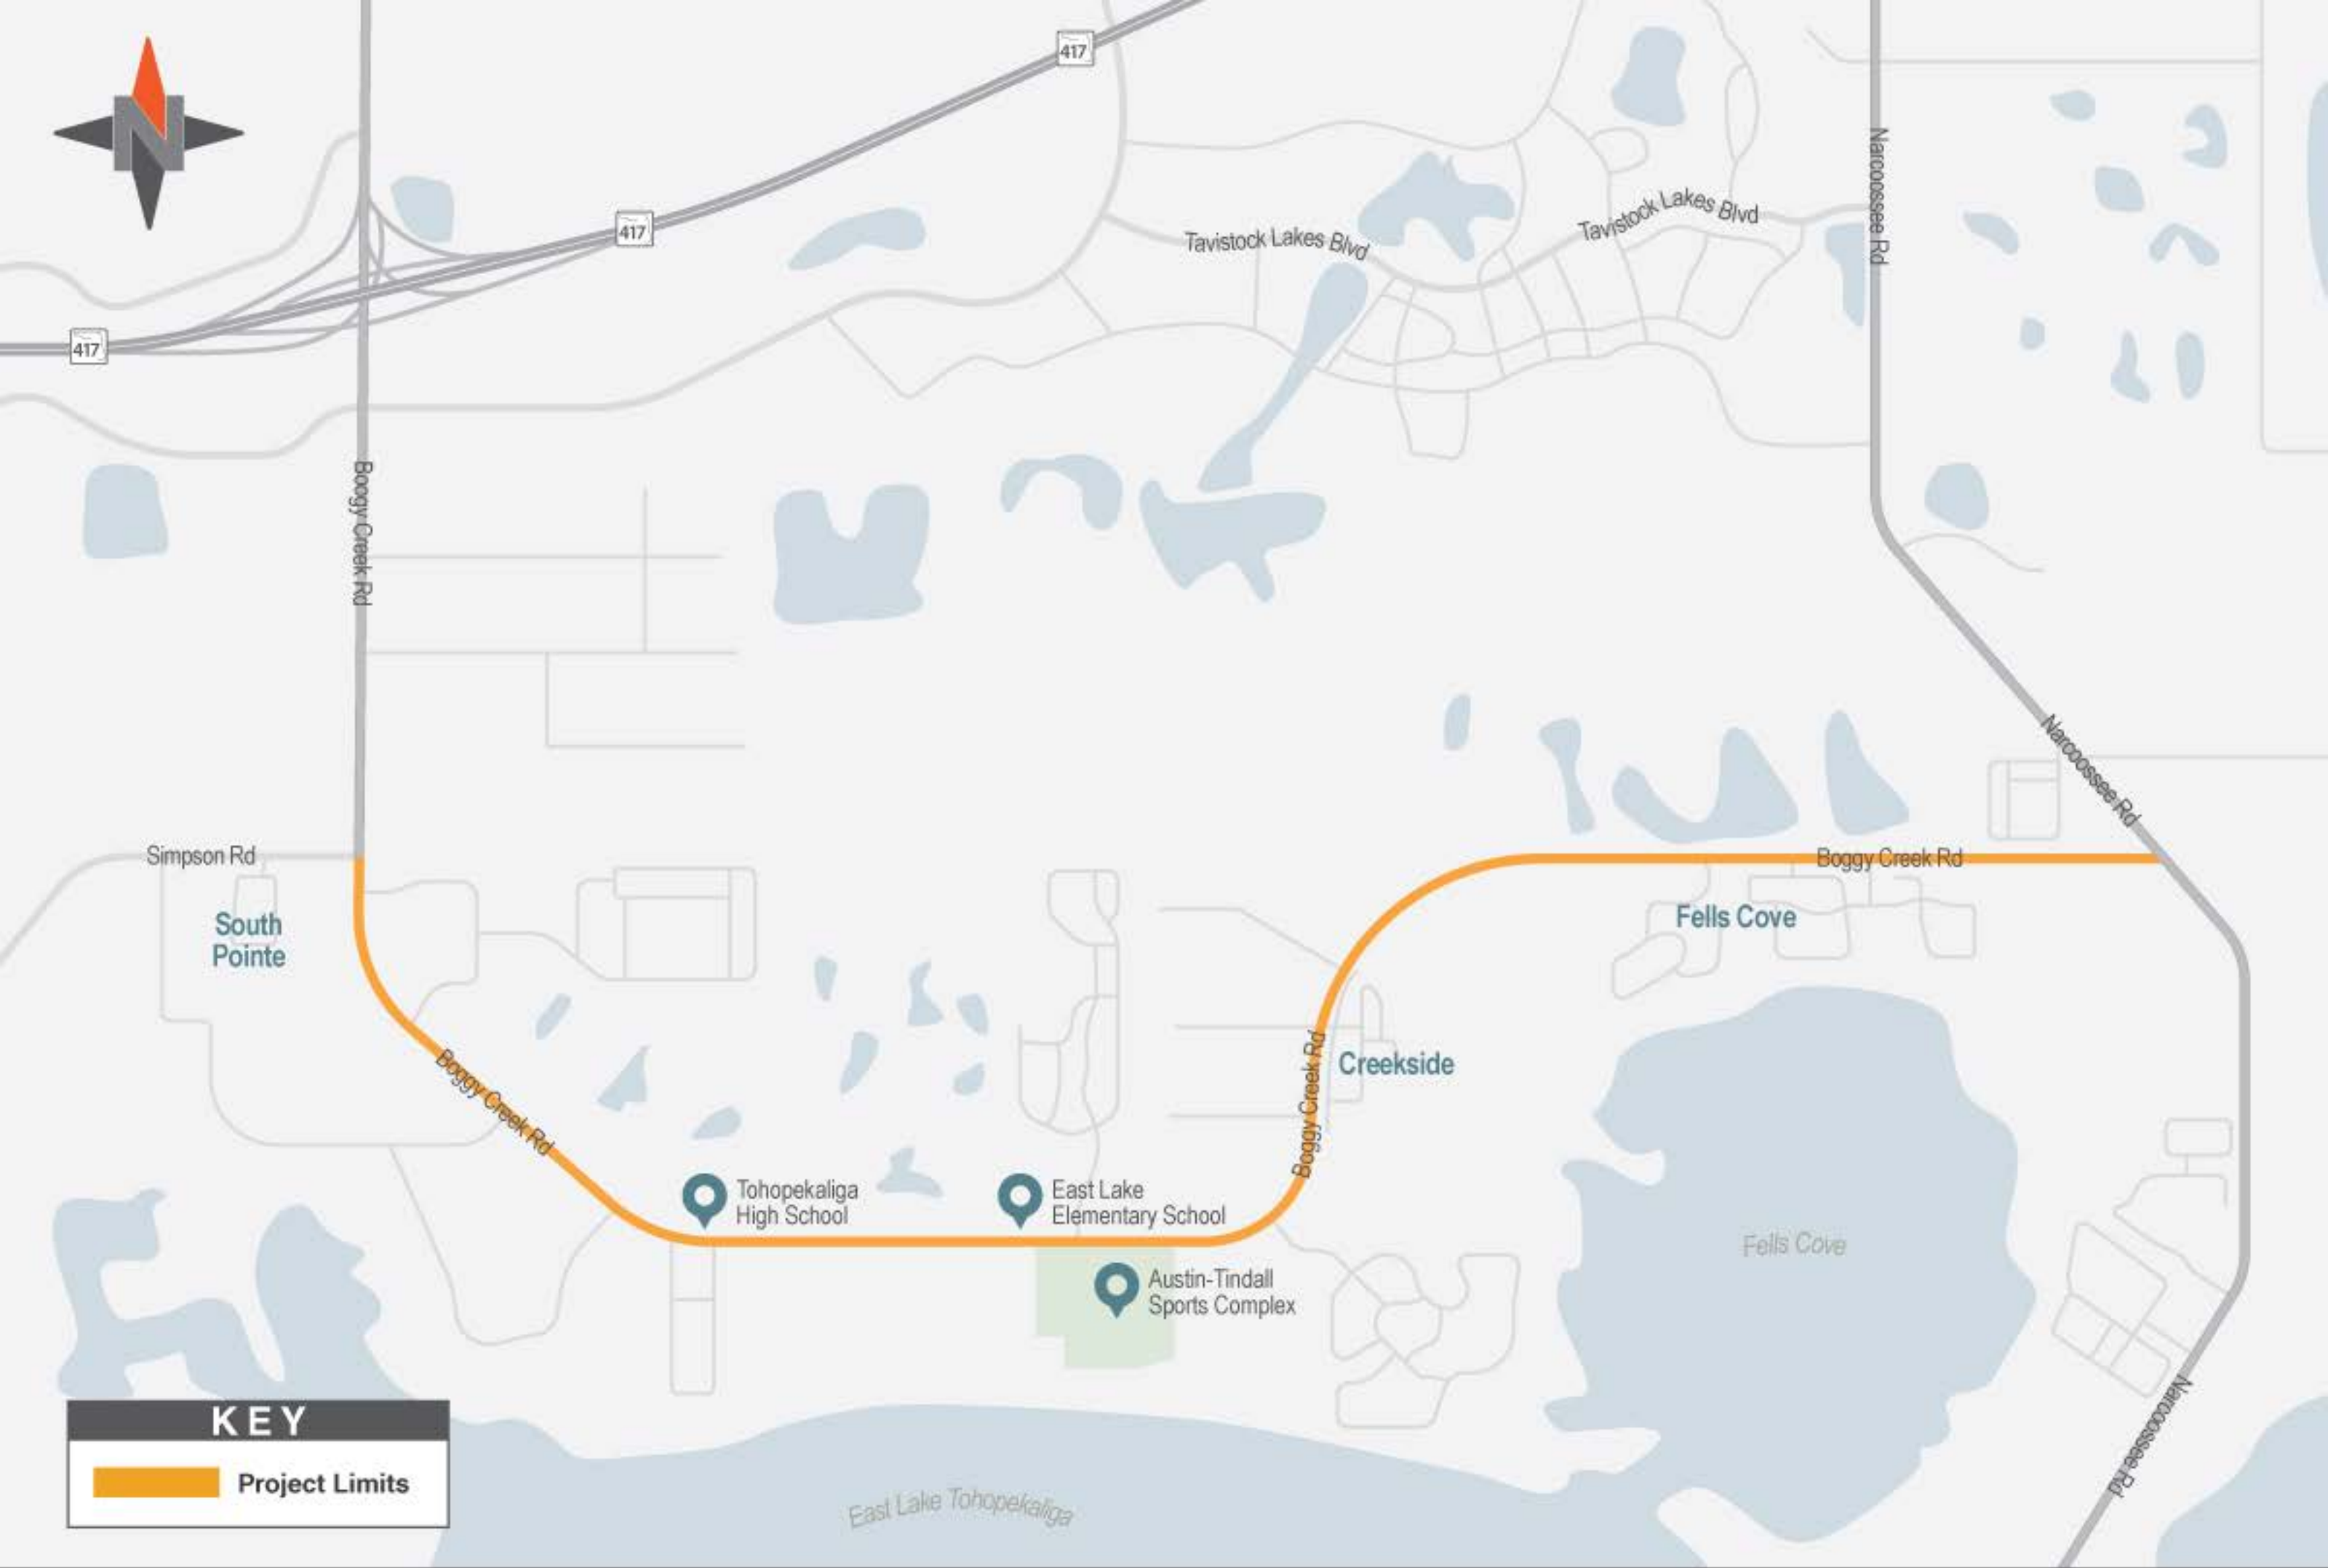 417
N
Narcoossee Rd
Tavistock Lakes Blvd
417
Tavistock Lakes Blvd
417
Boogy Creek Rd
Narcoossee Rd
Simpson Rd
Boggy Creek Rd
South
Pointe
Fells Cove
Boggy Creek Rd
Creekside
Boggy Creek Rd
Tohopekaliga
High School
East Lake
Elementary School
Fells Cove
Austin-Tindall
Sports Complex
Narcoossee Rd
KEY
Project Limits
East Lake Tohopekaliga